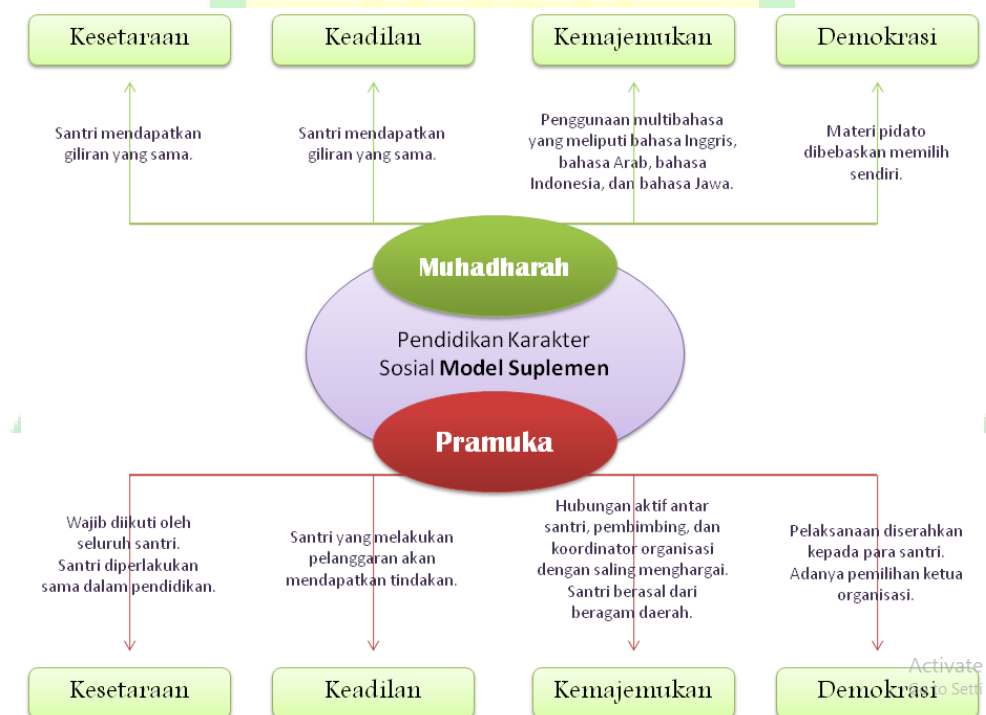 Kesetaraan
Keadilan
Kemajemukan
Demokrasi
Santri mendapatkan
giliran yang sama.
Santri mendapatkan
giliran yang sama.
Penggunaan multibahasa
yang meliputi bahasa Inggris,
bahasa Arab, bahasa
Indonesia, dan bahasa Jawa.
Materi pidato
dibebaskan memilih
sendiri.
Muhadharah
Pendidikan Karakter
Sosial Model Suplemen
Pramuka
Wajib diikuti oleh
seluruh santri.
Santri diperlakukan
sama dalam pendidikan.
Santri yang melakukan
pelanggaran akan
mendapatkan tindakan.
Hubungan aktif antar
santri, pembimbing, dan
koordinator organisasi
dengan saling menghargai.
Santri berasal dari
beragam daerah.
Pelaksanaan diserahkan
kepada para santri.
Adanya pemilihan ketua
organisasi.
Kesetaraan
Keadilan
Kemajemukan
Demokrasi
Activate
to Setti